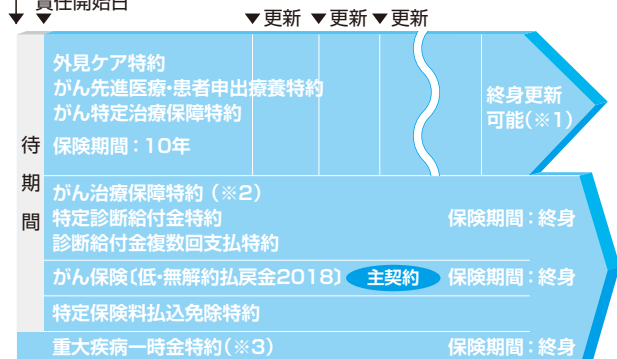 責任開始日
▼更新 ▼更新 ▼更新
外見ケア特約
がん先進医療・患者申出療養特約
がん特定治療保障特約
保険期間：10年
終身更新
可能(※1)
待期間
がん治療保障特約（※2）
特定診断給付金特約 保険期間：終身
診断給付金複数回支払特約
がん保険〔低・無解約払戻金2018〕 主契約 保険期間：終身
特定保険料払込免除特約
重大疾病一時金特約（※3） 保険期間：終身